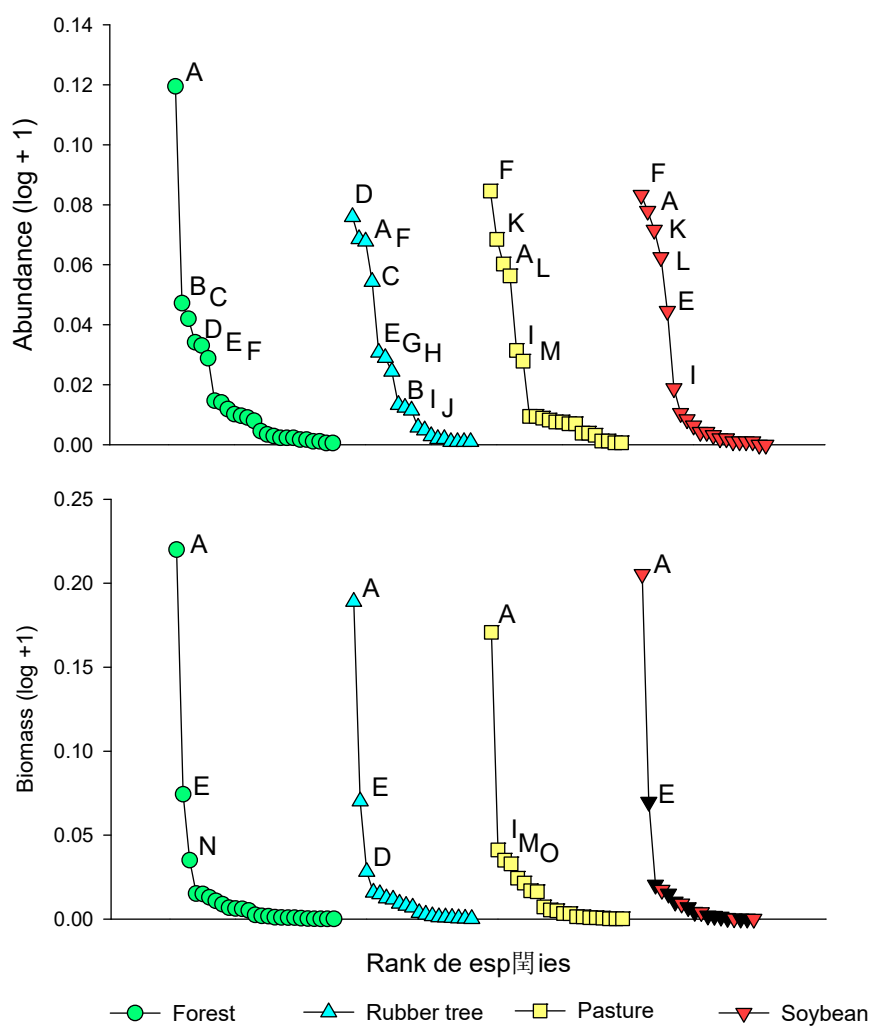 Abundance (log + 1)
0.14
0.12
0.10
0.08
0.06
0.04
0.02
0.00
A
B C
D E F
D
A F
C
E G H
B I J
F
K
A L
I M
F
A
K
L
E
I
Biomass (log +1)
0.25
0.20
0.15
0.10
0.05
0.00
A
E
N
A
E
D
A
I M O
A
E
Rank de esp閠ies
Forest
Rubber tree
Pasture
Soybean